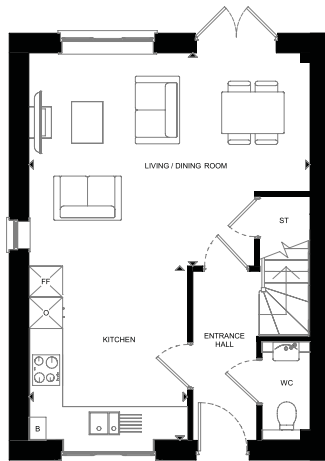 LIVING / DINING ROOM
ST
FF
O
KITCHEN
ENTRANCE
HALL
WC
B